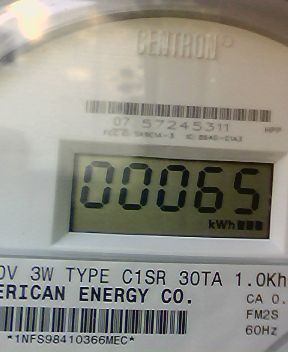 CENTRON®
07 57245311
HPP
00065
kWh
0V 3W TYPE C1SR 30TA 1.0Kh
ERICAN ENERGY CO.
CA 0.
FM2S
60Hz
*1NFS98410366MEC*